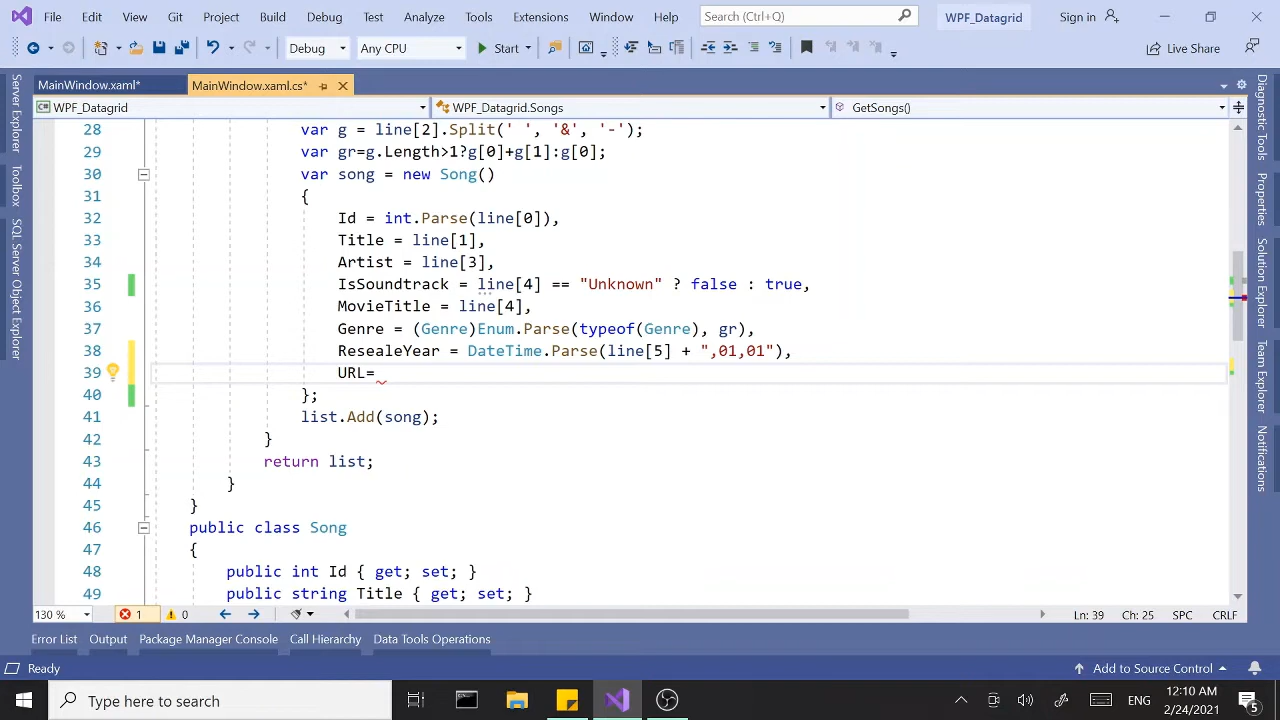 File Edit View Git Project Build Debug Test Analyze Tools Extensions Window Help Search (Ctrl+Q) WPF_Datagrid Sign in
Debug Any CPU Start Live Share
MainWindow.xaml* MainWindow.xaml.cs*
WPF_Datagrid WPF_Datagrid.Songs GetSongs()
28 var g = line[2].Split(' ', '&', '-');
29 var gr=g.Length>1?g[0]+g[1]:g[0];
30 var song = new Song()
31 {
32 Id = int.Parse(line[0]),
33 Title = line[1],
34 Artist = line[3],
35 IsSoundtrack = line[4] == "Unknown" ? false : true,
36 MovieTitle = line[4],
37 Genre = (Genre)Enum.Parse(typeof(Genre), gr),
38 ResealeYear = DateTime.Parse(line[5] + ",01,01"),
39 URL=
40 };
41 list.Add(song);
42 }
43 return list;
44 }
45 }
46 public class Song
47 {
48 public int Id { get; set; }
49 public string Title { get; set; }
130 % 1 0 Ln: 39 Ch: 25 SPC CRLF
Error List Output Package Manager Console Call Hierarchy Data Tools Operations
Ready Add to Source Control
Type here to search ENG 2:10 AM
2/24/2021 5
Server Explorer
Toolbox
SQL Server Object Explorer
Diagnostic Tools
Properties
Solution Explorer
Team Explorer
Notifications